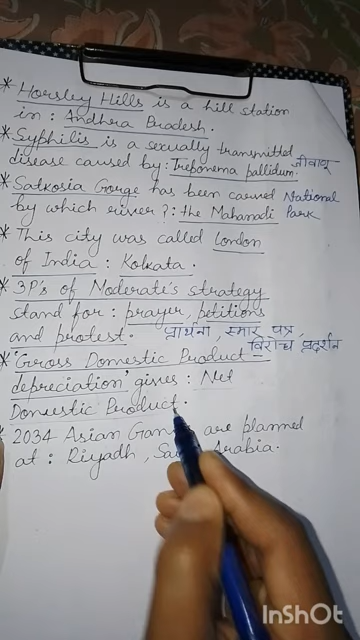 * Horsley Hills is a hill station
in : Andhra Pradesh.
* Syphilis is a sexually transmitted
disease caused by: Treponema pallidum. जीवाणु
* Satkosia Gorge has been carved National
by which river ? : the Mahanadi Park
* This city was called London
of India : Kolkata.
* 3P's of Moderate's strategy
stand for : prayer, petitions
and protest. प्रार्थना, स्मार पत्र,
विरोध प्रदर्शन
* 'Gross Domestic Product -
depreciation' gives : Net
Domestic Product.
* 2034 Asian Games are planned
at : Riyadh, Saudi Arabia.
InShOt